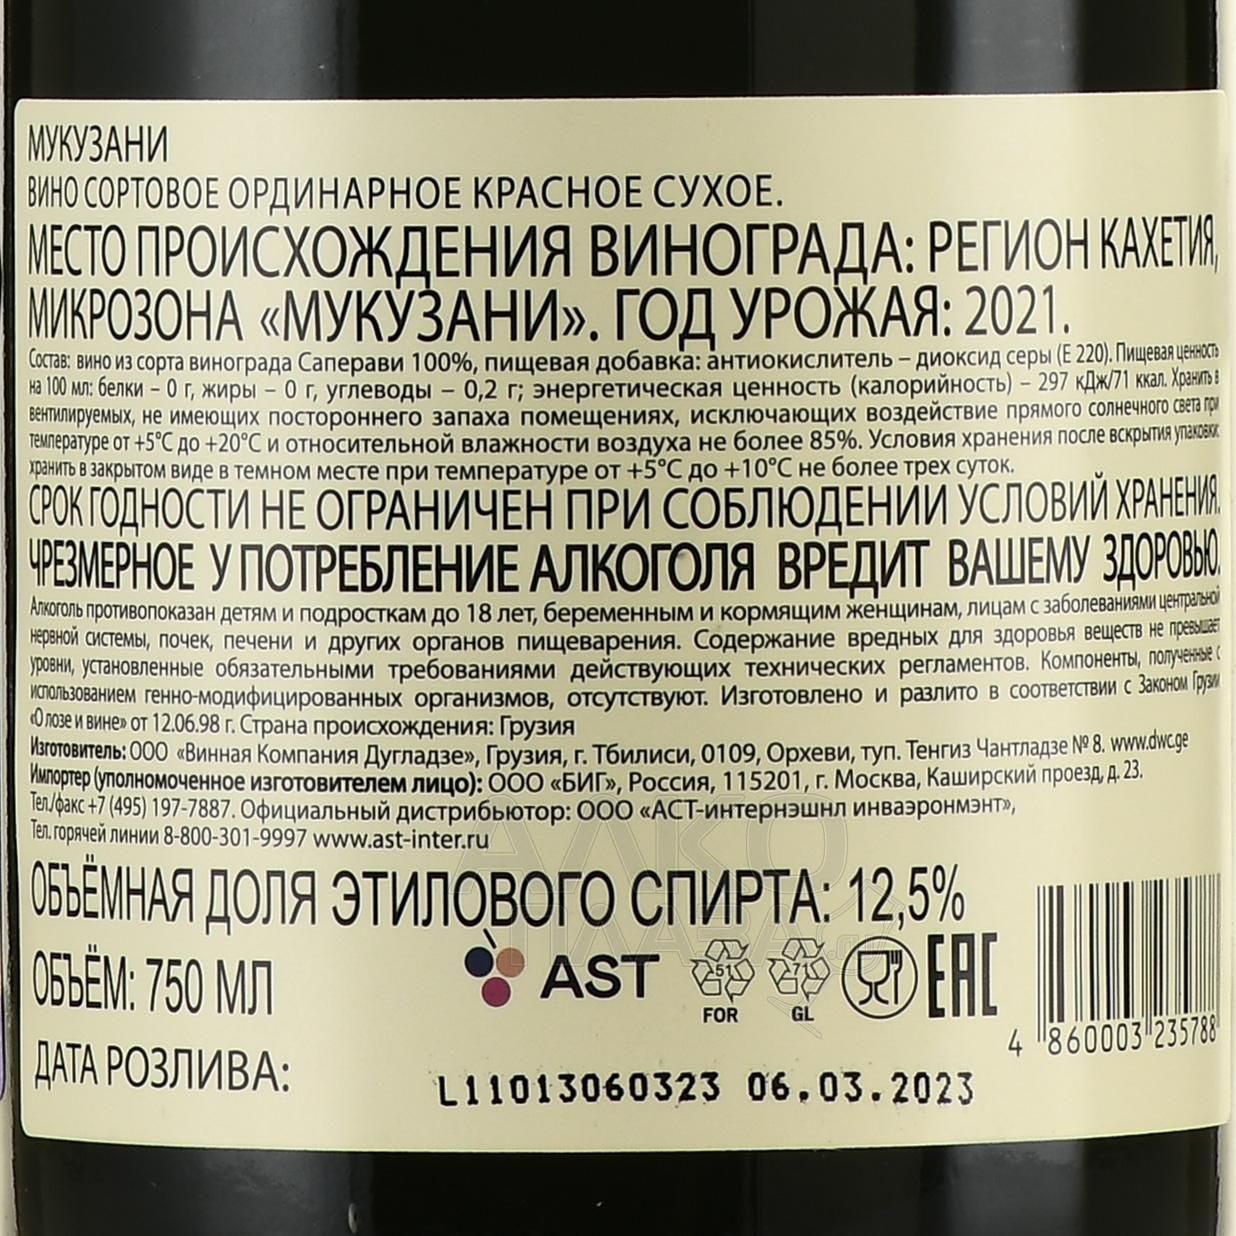 МУКУЗАНИ
ВИНО СОРТОВОЕ ОРДИНАРНОЕ КРАСНОЕ СУХОЕ.
МЕСТО ПРОИСХОЖДЕНИЯ ВИНОГРАДА: РЕГИОН КАХЕТИЯ,
МИКРОЗОНА «МУКУЗАНИ». ГОД УРОЖАЯ: 2021.
Состав: вино из сорта винограда Саперави 100%, пищевая добавка: антиокислитель – диоксид серы (Е 220). Пищевая ценность
на 100 мл: белки – 0 г, жиры – 0 г, углеводы – 0,2 г; энергетическая ценность (калорийность) – 297 кДж/71 ккал. Хранить в
вентилируемых, не имеющих постороннего запаха помещениях, исключающих воздействие прямого солнечного света при
температуре от +5°С до +20°С и относительной влажности воздуха не более 85%. Условия хранения после вскрытия упаковки:
хранить в закрытом виде в темном месте при температуре от +5°С до +10°С не более трех суток.
СРОК ГОДНОСТИ НЕ ОГРАНИЧЕН ПРИ СОБЛЮДЕНИИ УСЛОВИЙ ХРАНЕНИЯ.
ЧРЕЗМЕРНОЕ УПОТРЕБЛЕНИЕ АЛКОГОЛЯ ВРЕДИТ ВАШЕМУ ЗДОРОВЬЮ.
Алкоголь противопоказан детям и подросткам до 18 лет, беременным и кормящим женщинам, лицам с заболеваниями центральной
нервной системы, почек, печени и других органов пищеварения. Содержание вредных для здоровья веществ не превышает
уровни, установленные обязательными требованиями действующих технических регламентов. Компоненты, полученные с
использованием генно-модифицированных организмов, отсутствуют. Изготовлено и разлито в соответствии с Законом Грузии
«О лозе и вине» от 12.06.98 г. Страна происхождения: Грузия
Изготовитель: ООО «Винная Компания Дугладзе», Грузия, г. Тбилиси, 0109, Орхеви, туп. Тенгиз Чантладзе № 8. www.dwc.ge
Импортер (уполномоченное изготовителем лицо): ООО «БИГ», Россия, 115201, г. Москва, Каширский проезд, д. 23.
Тел./факс +7 (495) 197-7887. Официальный дистрибьютор: ООО «АСТ-интернэшнл инваэронмэнт»,
Тел. горячей линии 8-800-301-9997 www.ast-inter.ru
ОБЪЁМНАЯ ДОЛЯ ЭТИЛОВОГО СПИРТА: 12,5%
ОБЪЁМ: 750 МЛ
AST
51
FOR
71
GL
EAC
4 860003 235788
ДАТА РОЗЛИВА:
L11013060323 06.03.2023
АЛКО
ПЛАЗА.ru